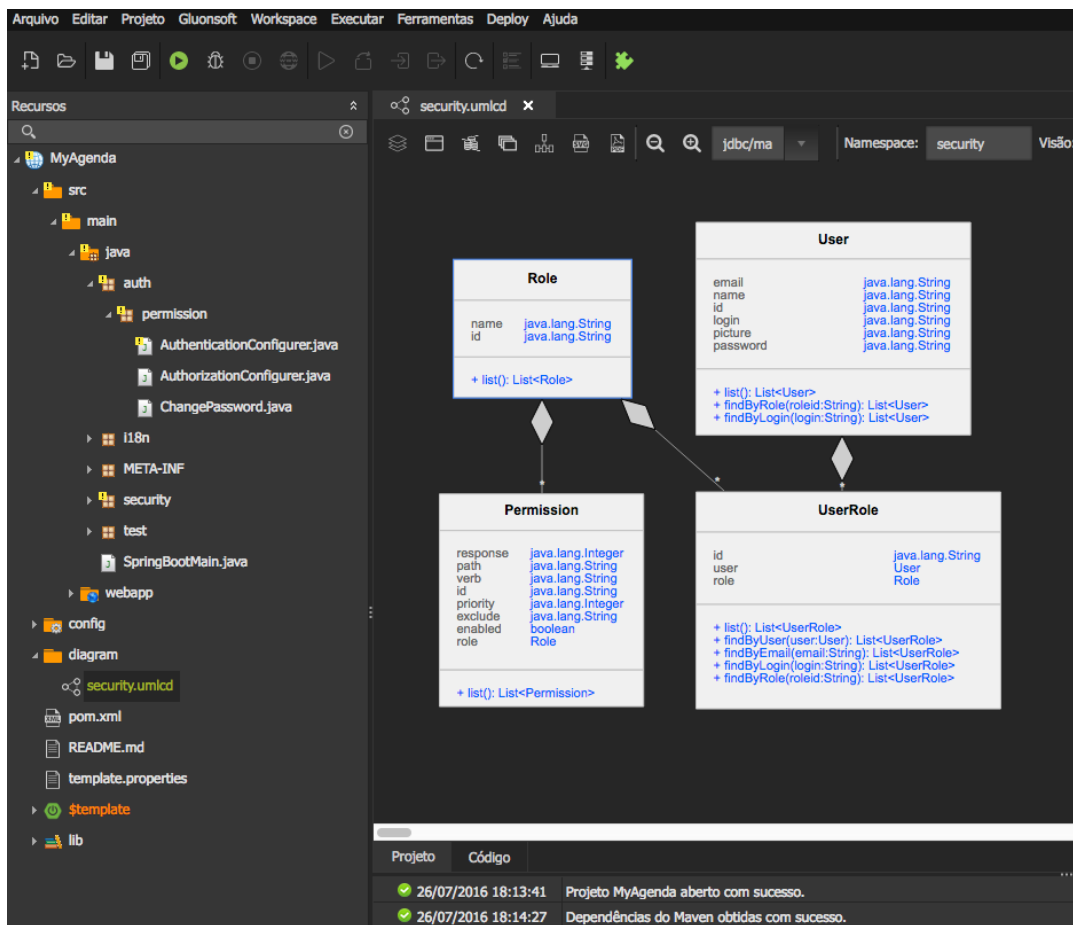 Arquivo Editar Projeto Gluonsoft Workspace Executar Ferramentas Deploy Ajuda
Recursos
MyAgenda
src
main
java
auth
permission
AuthenticationConfigurer.java
AuthorizationConfigurer.java
ChangePassword.java
i18n
META-INF
security
test
SpringBootMain.java
webapp
config
diagram
security.umlcd
pom.xml
README.md
template.properties
$template
lib
security.umlcd
jdbc/ma Namespace: security Visão:
Role
name java.lang.String
id java.lang.String
+ list(): List<Role>
User
email java.lang.String
name java.lang.String
id java.lang.String
login java.lang.String
picture java.lang.String
password java.lang.String
+ list(): List<User>
+ findByRole(roleid:String): List<User>
+ findByLogin(login:String): List<User>
*
*
*
Permission
response java.lang.Integer
path java.lang.String
verb java.lang.String
id java.lang.String
priority java.lang.Integer
exclude java.lang.String
enabled boolean
role Role
+ list(): List<Permission>
UserRole
id java.lang.String
user User
role Role
+ list(): List<UserRole>
+ findByUser(user:User): List<UserRole>
+ findByEmail(email:String): List<UserRole>
+ findByLogin(login:String): List<UserRole>
+ findByRole(roleid:String): List<UserRole>
Projeto Código
26/07/2016 18:13:41 Projeto MyAgenda aberto com sucesso.
26/07/2016 18:14:27 Dependências do Maven obtidas com sucesso.